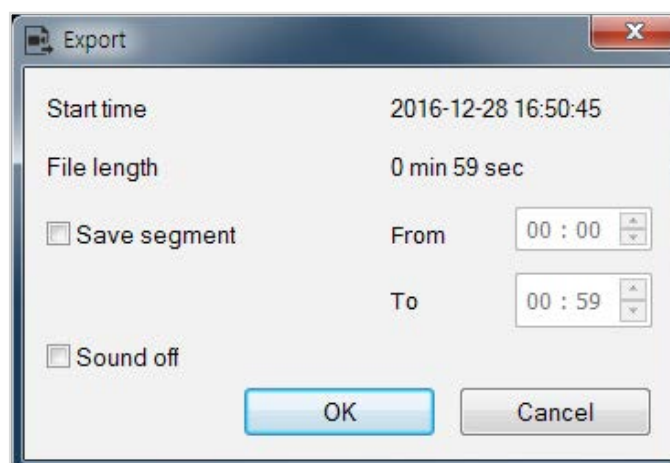 Export
Start time 2016-12-28 16:50:45
File length 0 min 59 sec
Save segment From 00 : 00
To 00 : 59
Sound off
OK Cancel